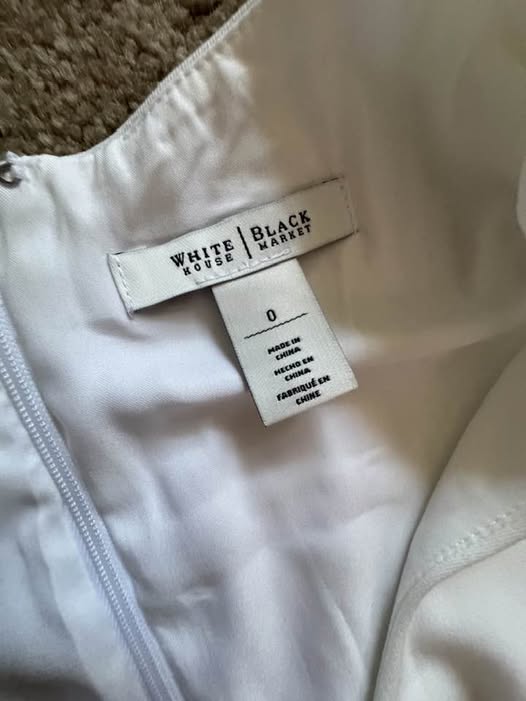 WHITE HOUSE | BLACK MARKET
0
MADE IN
CHINA
HECHO EN
CHINA
FABRIQUÉ EN
CHINE